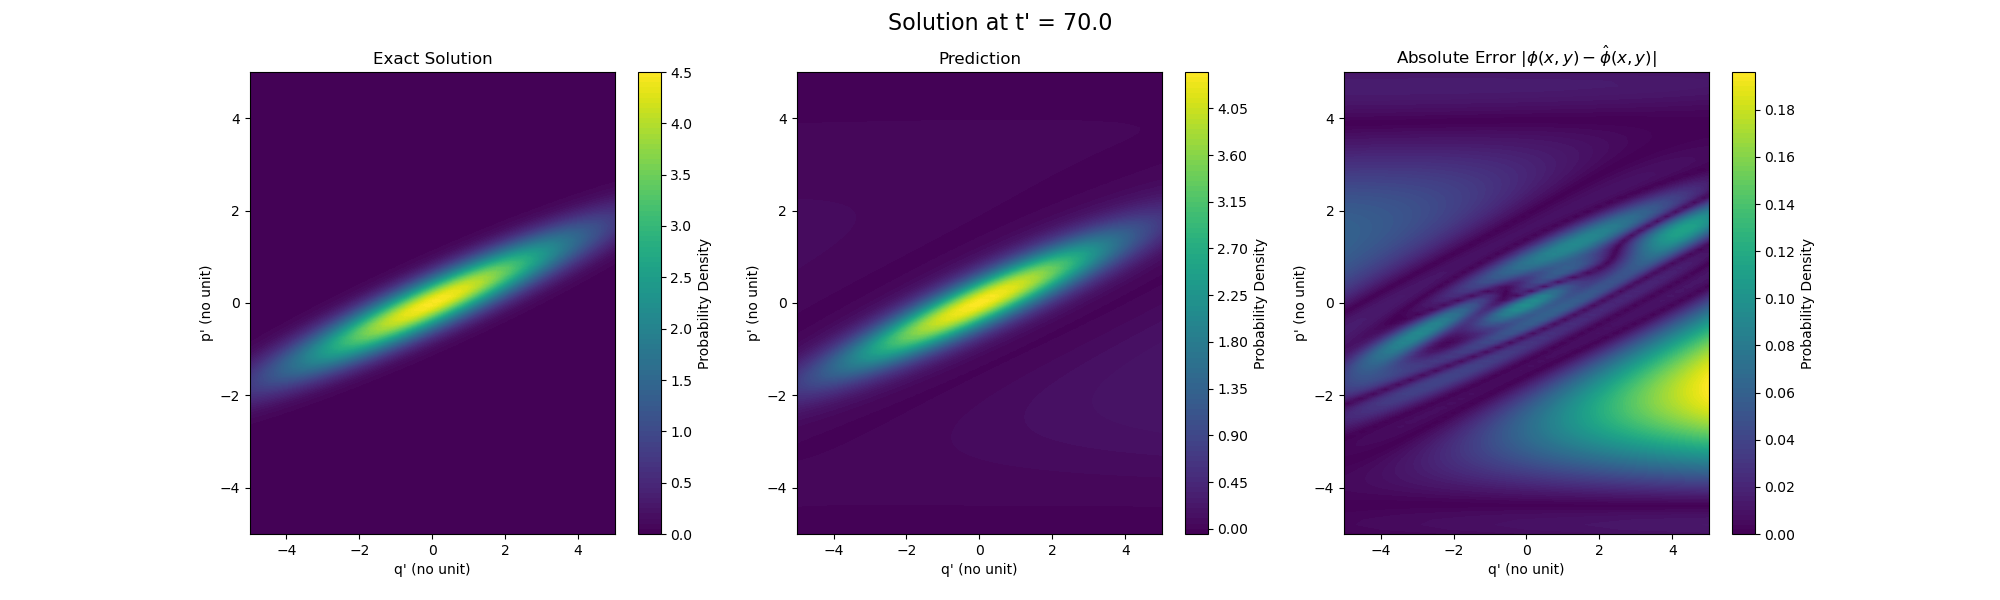 Solution at t' = 70.0
Exact Solution
4
2
0
−2
−4
−4 −2 0 2 4
q' (no unit)
p' (no unit)
4.5
4.0
3.5
3.0
2.5
2.0
1.5
1.0
0.5
0.0
Probability Density
Prediction
4
2
0
−2
−4
−4 −2 0 2 4
q' (no unit)
p' (no unit)
4.05
3.60
3.15
2.70
2.25
1.80
1.35
0.90
0.45
0.00
Probability Density
Absolute Error |ϕ(x, y) − ϕ̂(x, y)|
4
2
0
−2
−4
−4 −2 0 2 4
q' (no unit)
p' (no unit)
0.18
0.16
0.14
0.12
0.10
0.08
0.06
0.04
0.02
0.00
Probability Density